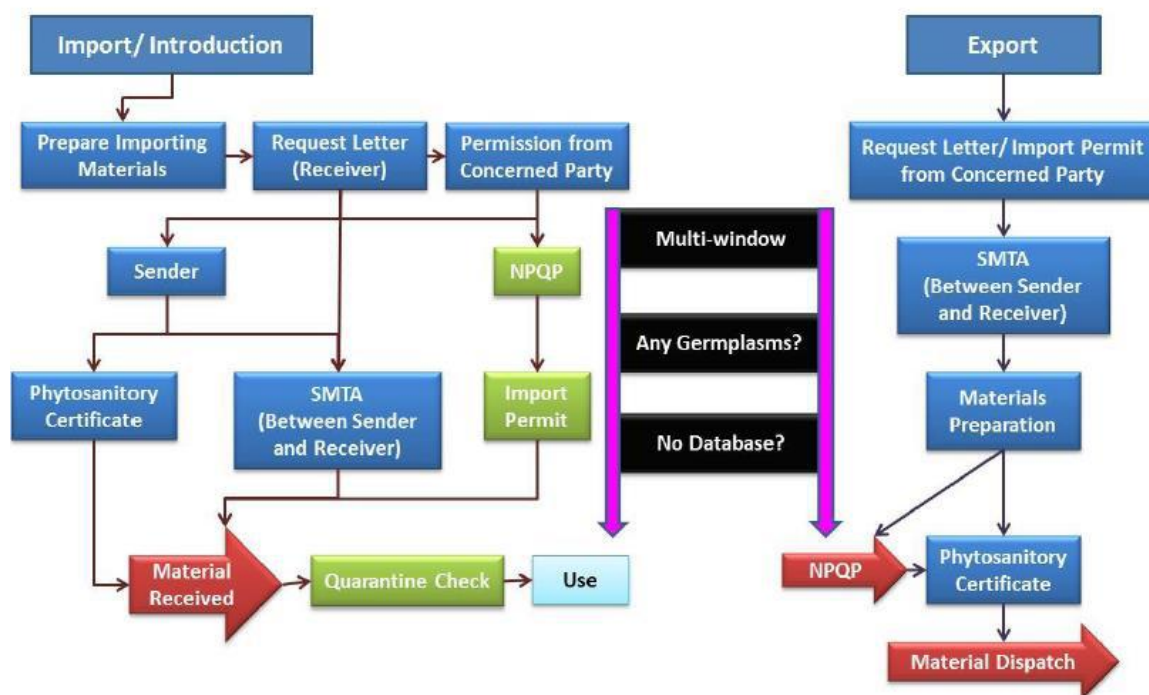 Import/ Introduction
Export
Prepare Importing
Materials
Request Letter
(Receiver)
Permission from
Concerned Party
Request Letter/ Import Permit
from Concerned Party
Sender
NPQP
Multi-window
SMTA
(Between Sender
and Receiver)
Any Germplasms?
Phytosanitory
Certificate
SMTA
(Between Sender
and Receiver)
Import
Permit
No Database?
Materials
Preparation
Material
Received
Quarantine Check
Use
NPQP
Phytosanitory
Certificate
Material Dispatch